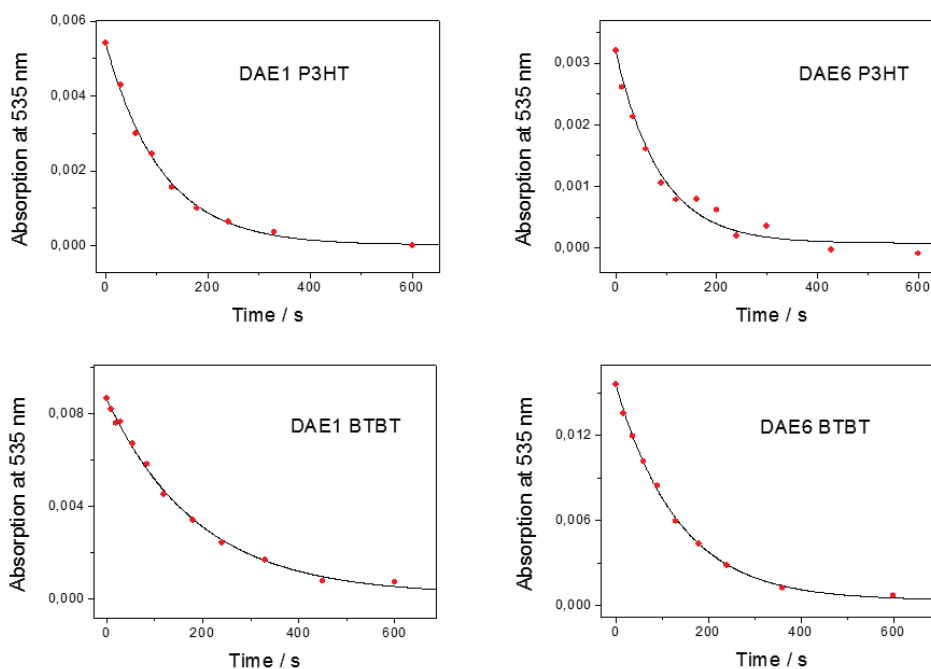 0,006
0,004
0,002
0,000
Absorption at 535 nm
DAE1 P3HT
0
200
400
600
Time / s
0,003
0,002
0,001
0,000
Absorption at 535 nm
DAE6 P3HT
0
200
400
600
Time / s
0,008
0,004
0,000
Absorption at 535 nm
DAE1 BTBT
0
200
400
600
Time / s
0,012
0,006
0,000
Absorption at 535 nm
DAE6 BTBT
0
200
400
600
Time / s